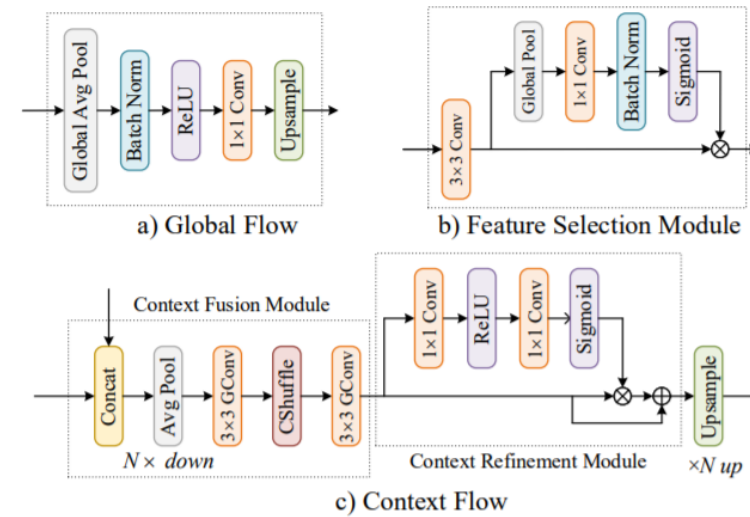 Global Avg Pool
Batch Norm
ReLU
1×1 Conv
Upsample
a) Global Flow
3×3 Conv
Global Pool
1×1 Conv
Batch Norm
Sigmoid
b) Feature Selection Module
Context Fusion Module
Concat
Avg Pool
3×3 GConv
CShuffle
3×3 GConv
N× down
1×1 Conv
ReLU
1×1 Conv
Sigmoid
Context Refinement Module
Upsample
×N up
c) Context Flow